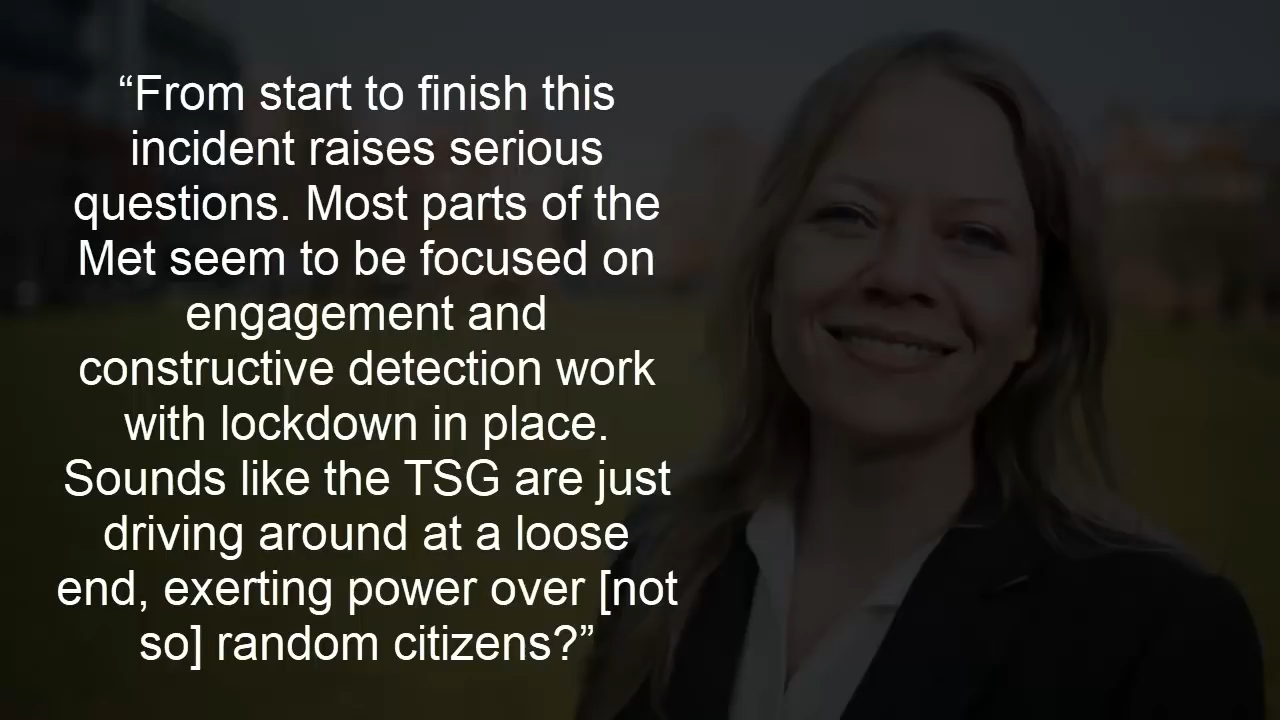 “From start to finish this
incident raises serious
questions. Most parts of the
Met seem to be focused on
engagement and
constructive detection work
with lockdown in place.
Sounds like the TSG are just
driving around at a loose
end, exerting power over [not
so] random citizens?”